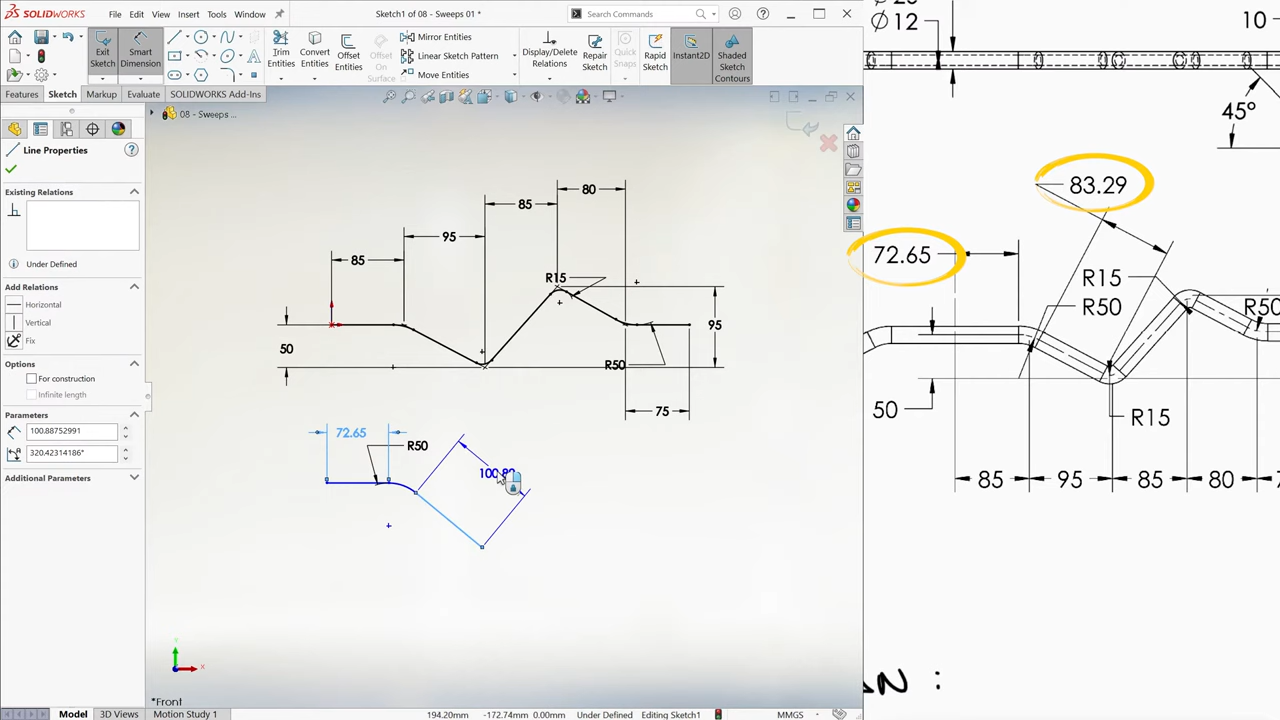 SOLIDWORKS
File Edit View Insert Tools Window
Sketch1 of 08 - Sweeps 01 *
Search Commands
Exit Sketch
Smart Dimension
Trim Entities
Convert Entities
Offset Entities
Offset On Surface
Mirror Entities
Linear Sketch Pattern
Move Entities
Display/Delete Relations
Repair Sketch
Quick Snaps
Rapid Sketch
Instant2D
Shaded Sketch Contours
Features Sketch Markup Evaluate SOLIDWORKS Add-Ins
08 - Sweeps ...
Line Properties
Existing Relations
Under Defined
Add Relations
Horizontal
Vertical
Fix
Options
For construction
Infinite length
Parameters
100.88752991
320.42314186°
Additional Parameters
80
85
95
85
R15
95
50
R50
75
72.65
R50
*Front
Y
X
Model 3D Views Motion Study 1
194.20mm -172.74mm 0.00mm Under Defined Editing Sketch1 MMGS
Ø 12
10
45°
83.29
72.65
R15
R50
R50
50
R15
85 95 85 80